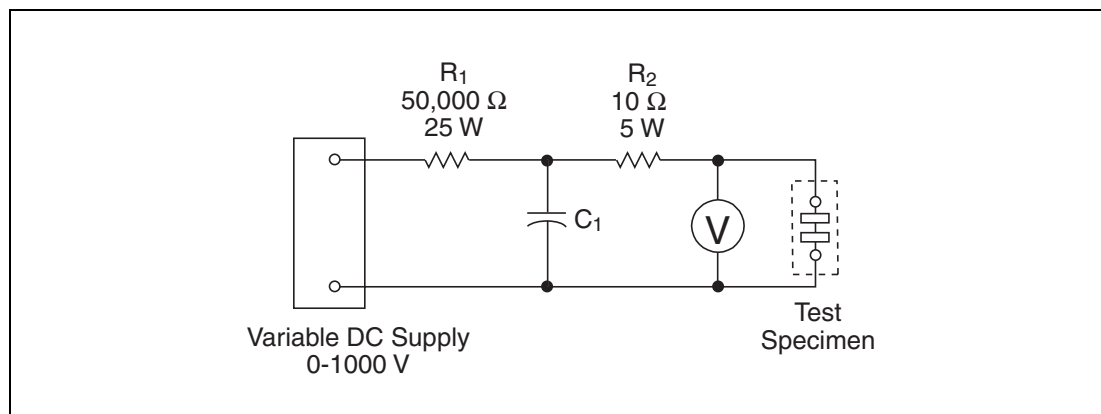 R1
50,000 Ω
25 W
R2
10 Ω
5 W
C1
V
Variable DC Supply
0-1000 V
Test
Specimen